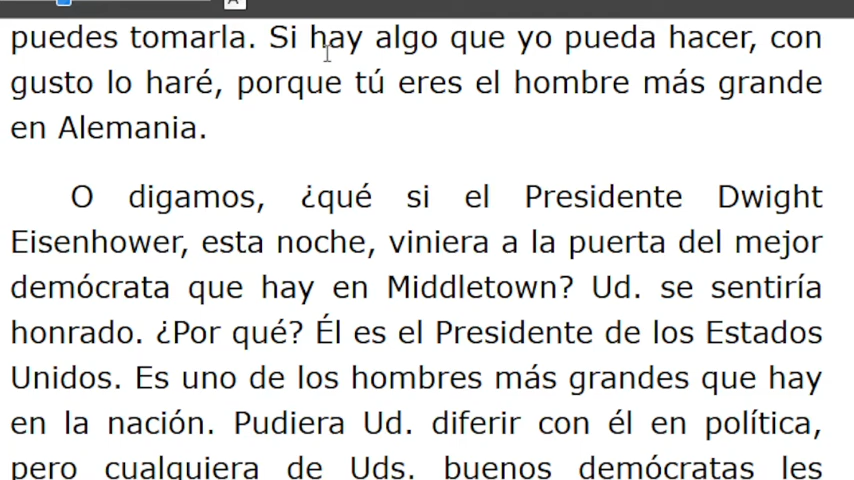 puedes tomarla. Si hay algo que yo pueda hacer, con
gusto lo haré, porque tú eres el hombre más grande
en Alemania.
O digamos, ¿qué si el Presidente Dwight
Eisenhower, esta noche, viniera a la puerta del mejor
demócrata que hay en Middletown? Ud. se sentiría
honrado. ¿Por qué? Él es el Presidente de los Estados
Unidos. Es uno de los hombres más grandes que hay
en la nación. Pudiera Ud. diferir con él en política,
pero cualquiera de Uds. buenos demócratas les